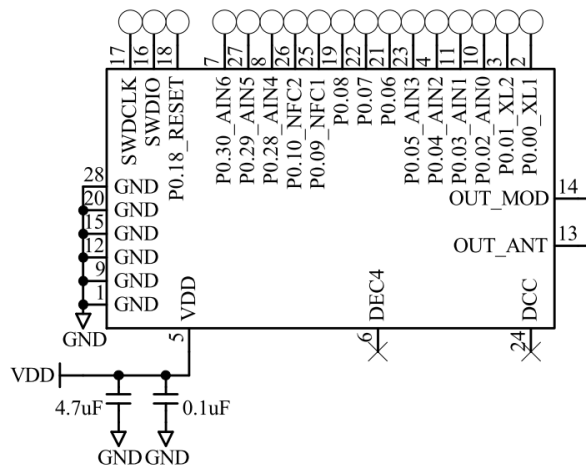 17 16 18 7 27 8 26 25 19 22 21 23 4 11 10 3 2
SWDCLK
SWDIO
P0.18_RESET
P0.30_AIN6
P0.29_AIN5
P0.28_AIN4
P0.10_NFC2
P0.09_NFC1
P0.08
P0.07
P0.06
P0.05_AIN3
P0.04_AIN2
P0.03_AIN1
P0.02_AIN0
P0.01_XL2
P0.00_XL1
28 GND
20 GND
15 GND
12 GND
9 GND
1 GND
OUT_MOD 14
OUT_ANT 13
VDD
DEC4
DCC
GND
5
6
24
VDD
4.7uF
0.1uF
GND GND